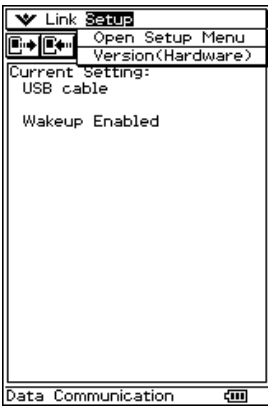 Link Setup
Open Setup Menu
Version(Hardware)
Current Setting:
USB cable
Wakeup Enabled
Data Communication